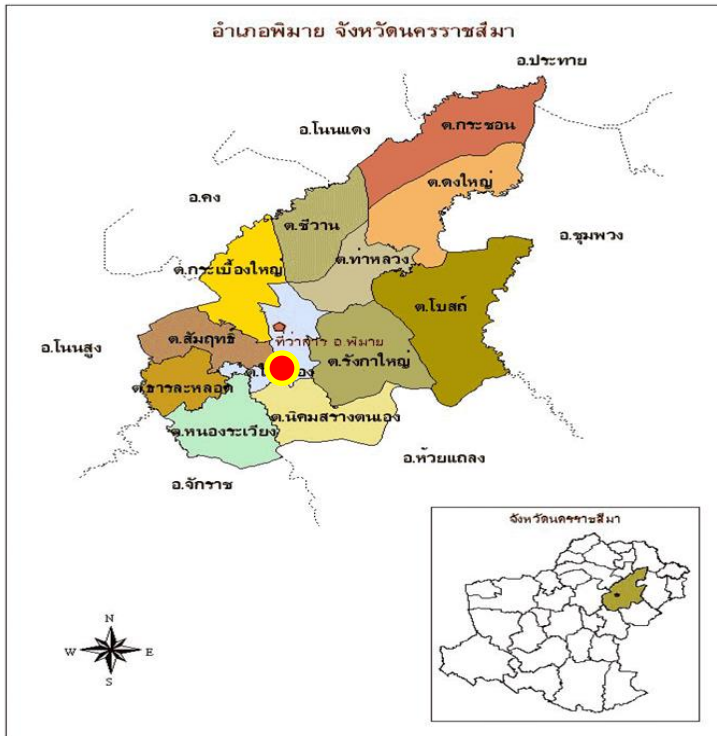 อำเภอพิมาย จังหวัดนครราชสีมา
อ.ประทาย
อ.โนนแดง
ต.กระชอน
อ.คง
ต.ดงใหญ่
ต.ชีวาน
อ.ชุมพวง
ต.ท่าหลวง
ต.กระเบื้องใหญ่
ต.โบสถ์
ต.สัมฤทธิ์
ที่ว่าการ อ.พิมาย
อ.โนนสูง
ต.รังกาใหญ่
ต.ธารละหลอด
ต.นิคมสร้างตนเอง
ต.หนองระเวียง
อ.ห้วยแถลง
อ.จักราช
จังหวัดนครราชสีมา
N
W E
S